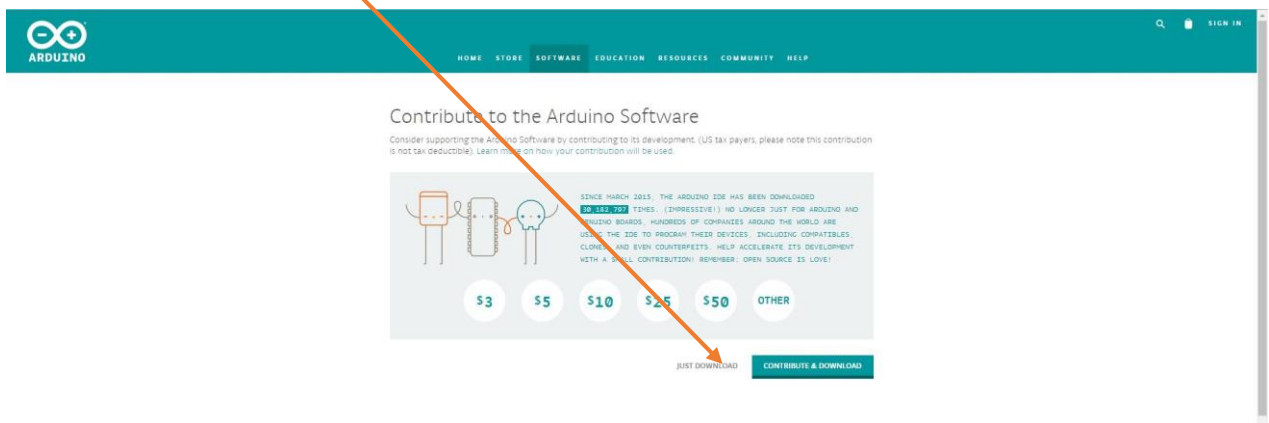 SIGN IN
ARDUINO
HOME STORE SOFTWARE EDUCATION RESOURCES COMMUNITY HELP
Contribute to the Arduino Software
Consider supporting the Arduino Software by contributing to its development. (US tax payers, please note this contribution
is not tax deductible). Learn more on how your contribution will be used.
SINCE MARCH 2015, THE ARDUINO IDE HAS BEEN DOWNLOADED
30,182,797 TIMES. (IMPRESSIVE!) NO LONGER JUST FOR ARDUINO AND
GENUINO BOARDS, HUNDREDS OF COMPANIES AROUND THE WORLD ARE
USING THE IDE TO PROGRAM THEIR DEVICES, INCLUDING COMPATIBLES,
CLONES, AND EVEN COUNTERFEITS. HELP ACCELERATE ITS DEVELOPMENT
WITH A SMALL CONTRIBUTION! REMEMBER: OPEN SOURCE IS LOVE!
$3 $5 $10 $25 $50 OTHER
JUST DOWNLOAD CONTRIBUTE & DOWNLOAD